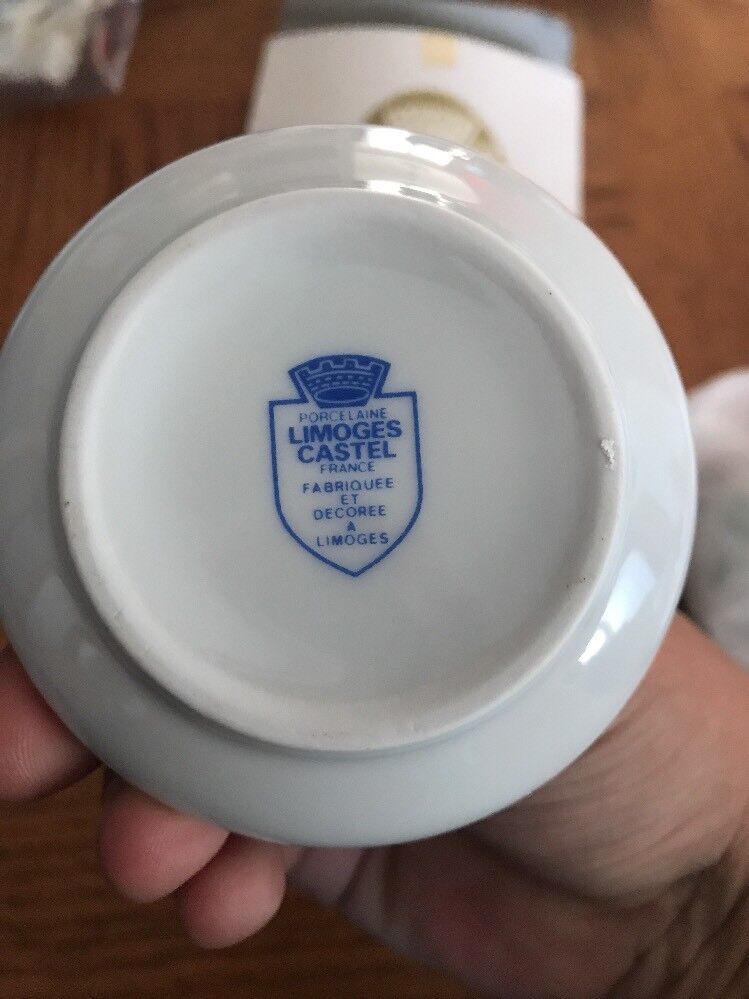 PORCELAINE
LIMOGES
CASTEL
FRANCE
FABRIQUEE
ET
DECOREE
A
LIMOGES